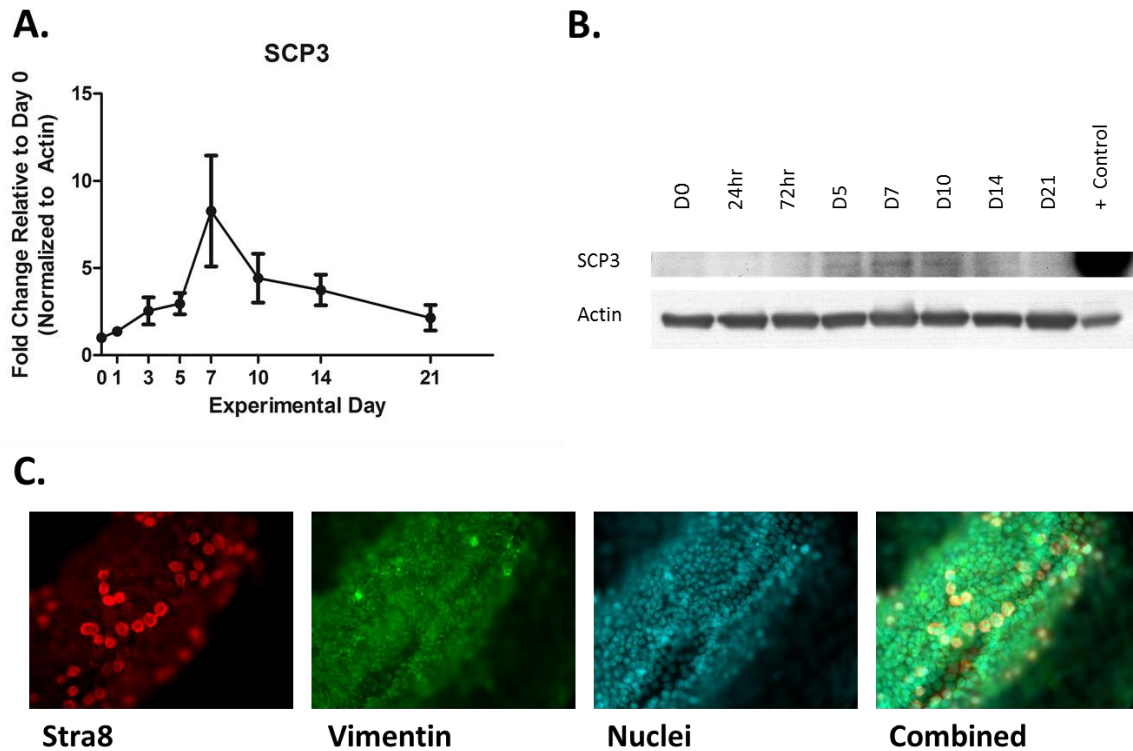 A.
SCP3
Fold Change Relative to Day 0
(Normalized to Actin)
15
10
5
0
0 1 3 5 7 10 14 21
Experimental Day
B.
D0 24hr 72hr D5 D7 D10 D14 D21 + Control
SCP3
Actin
C.
Stra8 Vimentin Nuclei Combined